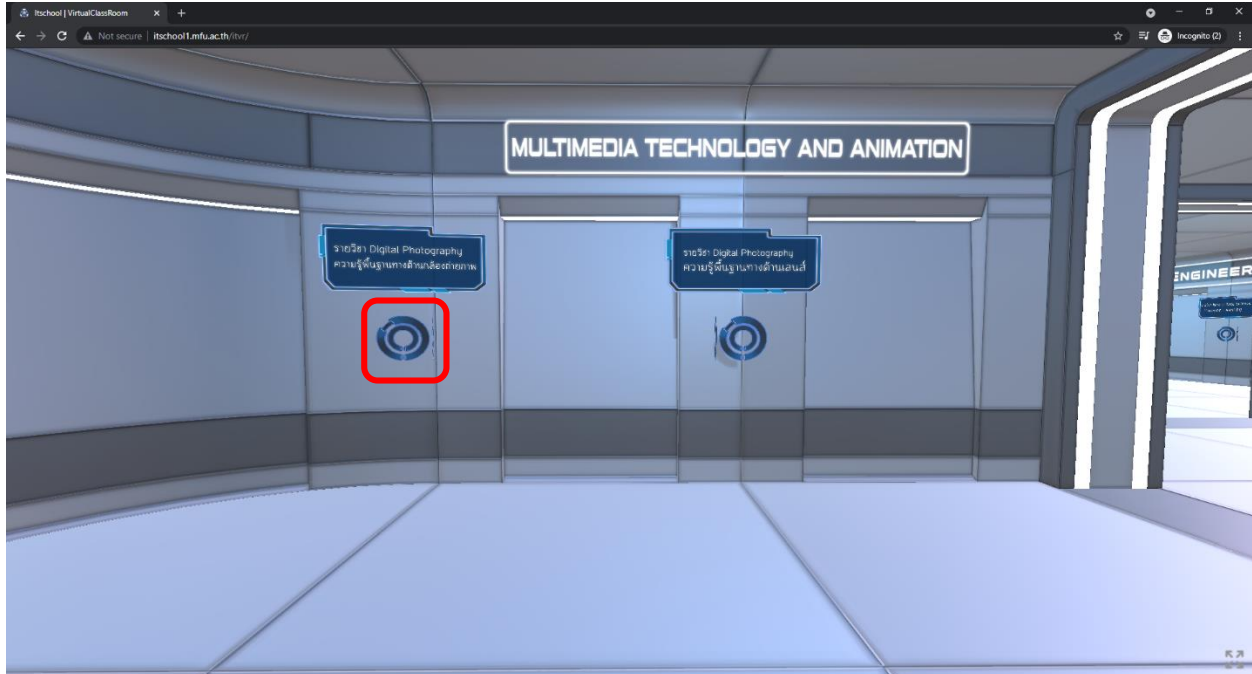 Itschool | VirtualClassRoom
Not secure | itschool1.mfu.ac.th/itvr/
Incognito (2)
MULTIMEDIA TECHNOLOGY AND ANIMATION
รายวิชา Digital Photography
ความรู้พื้นฐานทางด้านกล้องถ่ายภาพ
รายวิชา Digital Photography
ความรู้พื้นฐานทางด้านเลนส์
ENGINEER